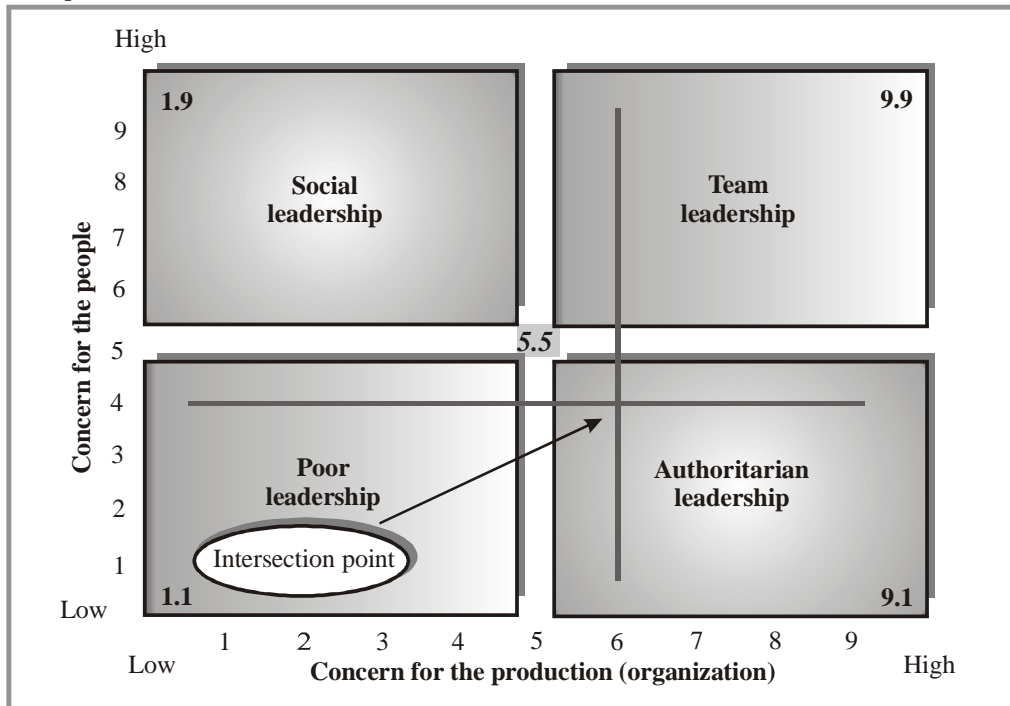 High
1.9
9.9
9
8
7
6
5
4
3
2
1
Concern for the people
Social
leadership
Team
leadership
5.5
Poor
leadership
Authoritarian
leadership
Intersection point
1.1
9.1
Low
1 2 3 4 5 6 7 8 9
Low
High
Concern for the production (organization)